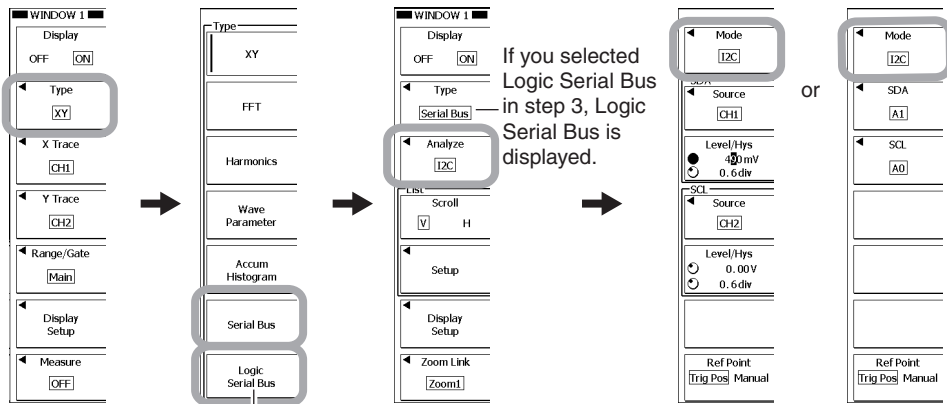 WINDOW 1
Display
OFF ON
Type
XY
X Trace
CH1
Y Trace
CH2
Range/Gate
Main
Display
Setup
Measure
OFF
Type
XY
FFT
Harmonics
Wave
Parameter
Accum
Histogram
Serial Bus
Logic
Serial Bus
WINDOW 1
Display
OFF ON
Type
Serial Bus
Analyze
I2C
List
Scroll
V H
Setup
Display
Setup
Zoom Link
Zoom1
If you selected
Logic Serial Bus
in step 3, Logic
Serial Bus is
displayed.
Mode
I2C
SDA
Source
CH1
Level/Hys
mV
0.6div
SCL
Source
CH2
Level/Hys
0.00V
0.6div
Ref Point
Trig Pos Manual
or
Mode
I2C
SDA
A1
SCL
A0
Ref Point
Trig Pos Manual